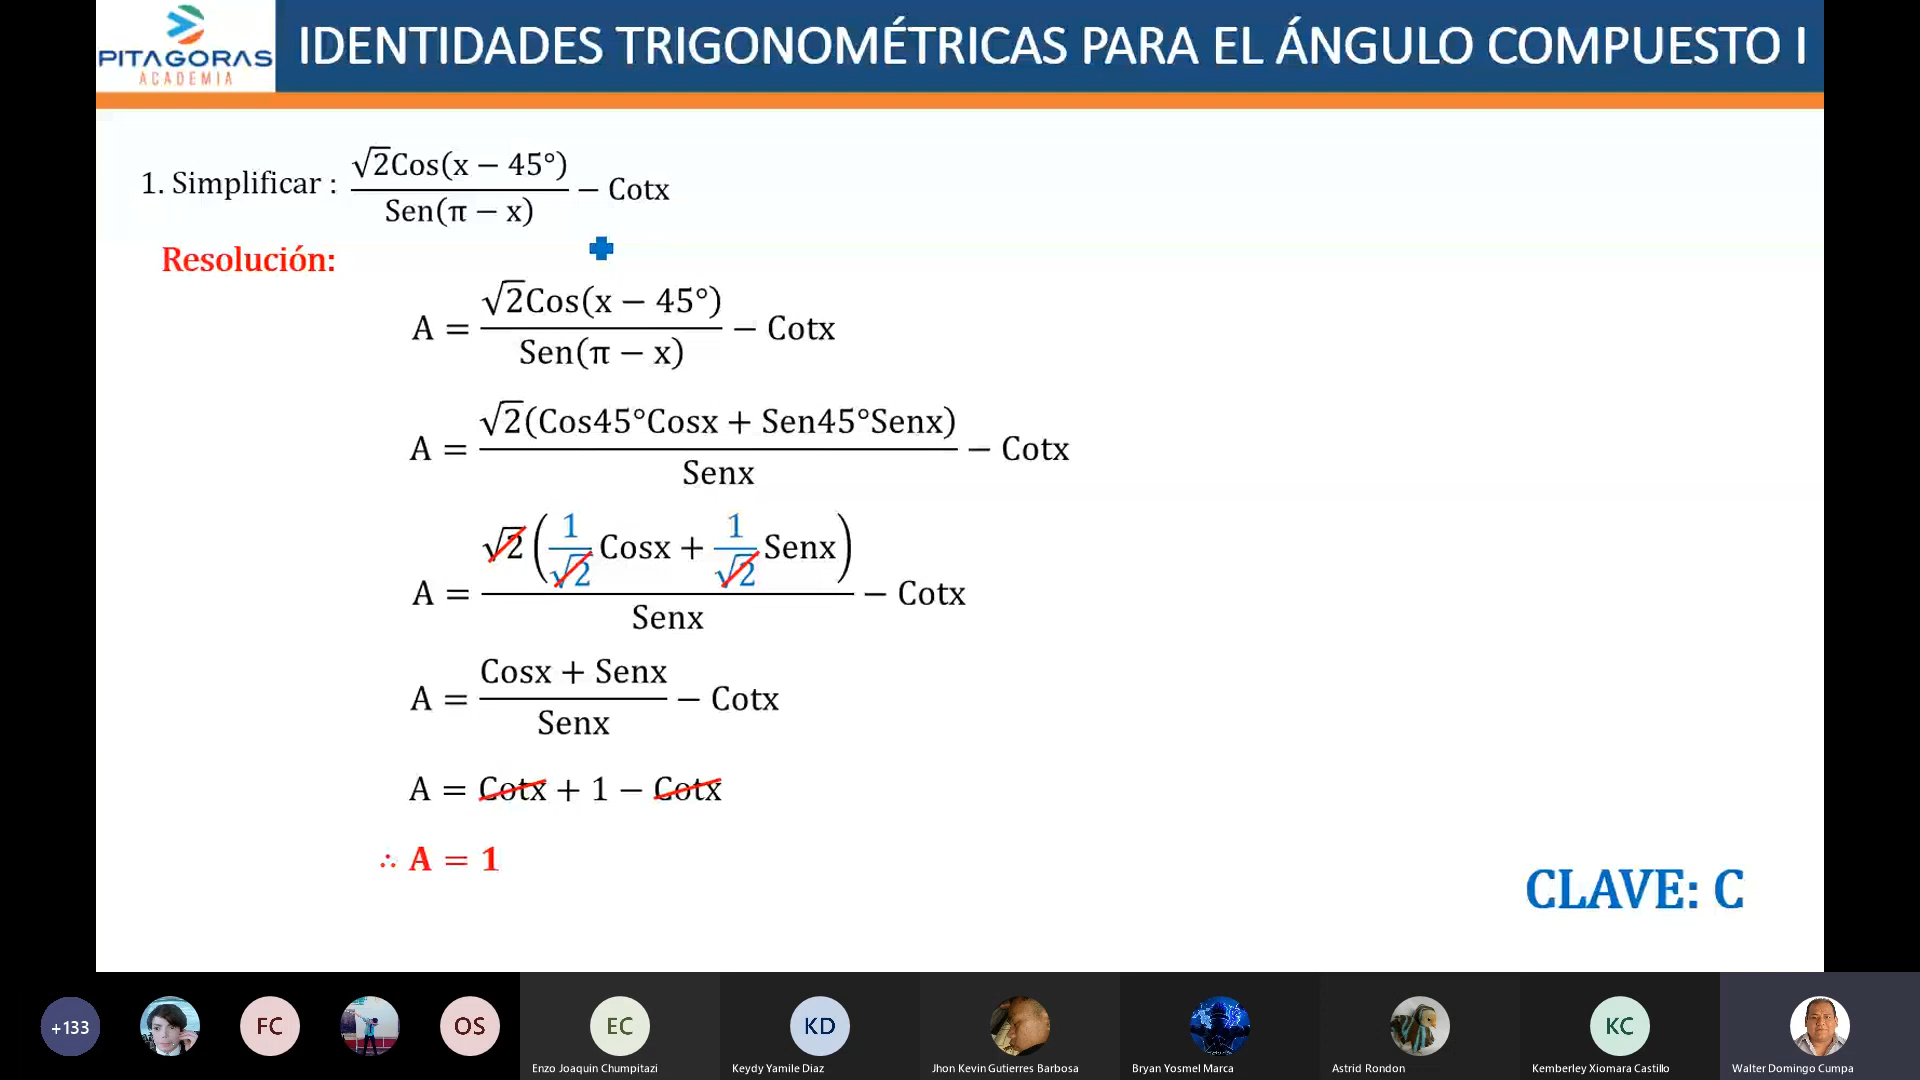 PITAGORAS
ACADEMIA
IDENTIDADES TRIGONOMÉTRICAS PARA EL ÁNGULO COMPUESTO I
1. Simplificar : √2Cos(x − 45°) / Sen(π − x) − Cotx
Resolución:
A = √2Cos(x − 45°) / Sen(π − x) − Cotx
A = √2(Cos45°Cosx + Sen45°Senx) / Senx − Cotx
A = √2(1/√2 Cosx + 1/√2 Senx) / Senx − Cotx
A = Cosx + Senx / Senx − Cotx
A = Cotx + 1 − Cotx
∴ A = 1
CLAVE: C
+133
FC
OS
EC
KD
KC
Enzo Joaquin Chumpitazi
Keydy Yamile Diaz
Jhon Kevin Gutierres Barbosa
Bryan Yosmel Marca
Astrid Rondon
Kemberley Xiomara Castillo
Walter Domingo Cumpa